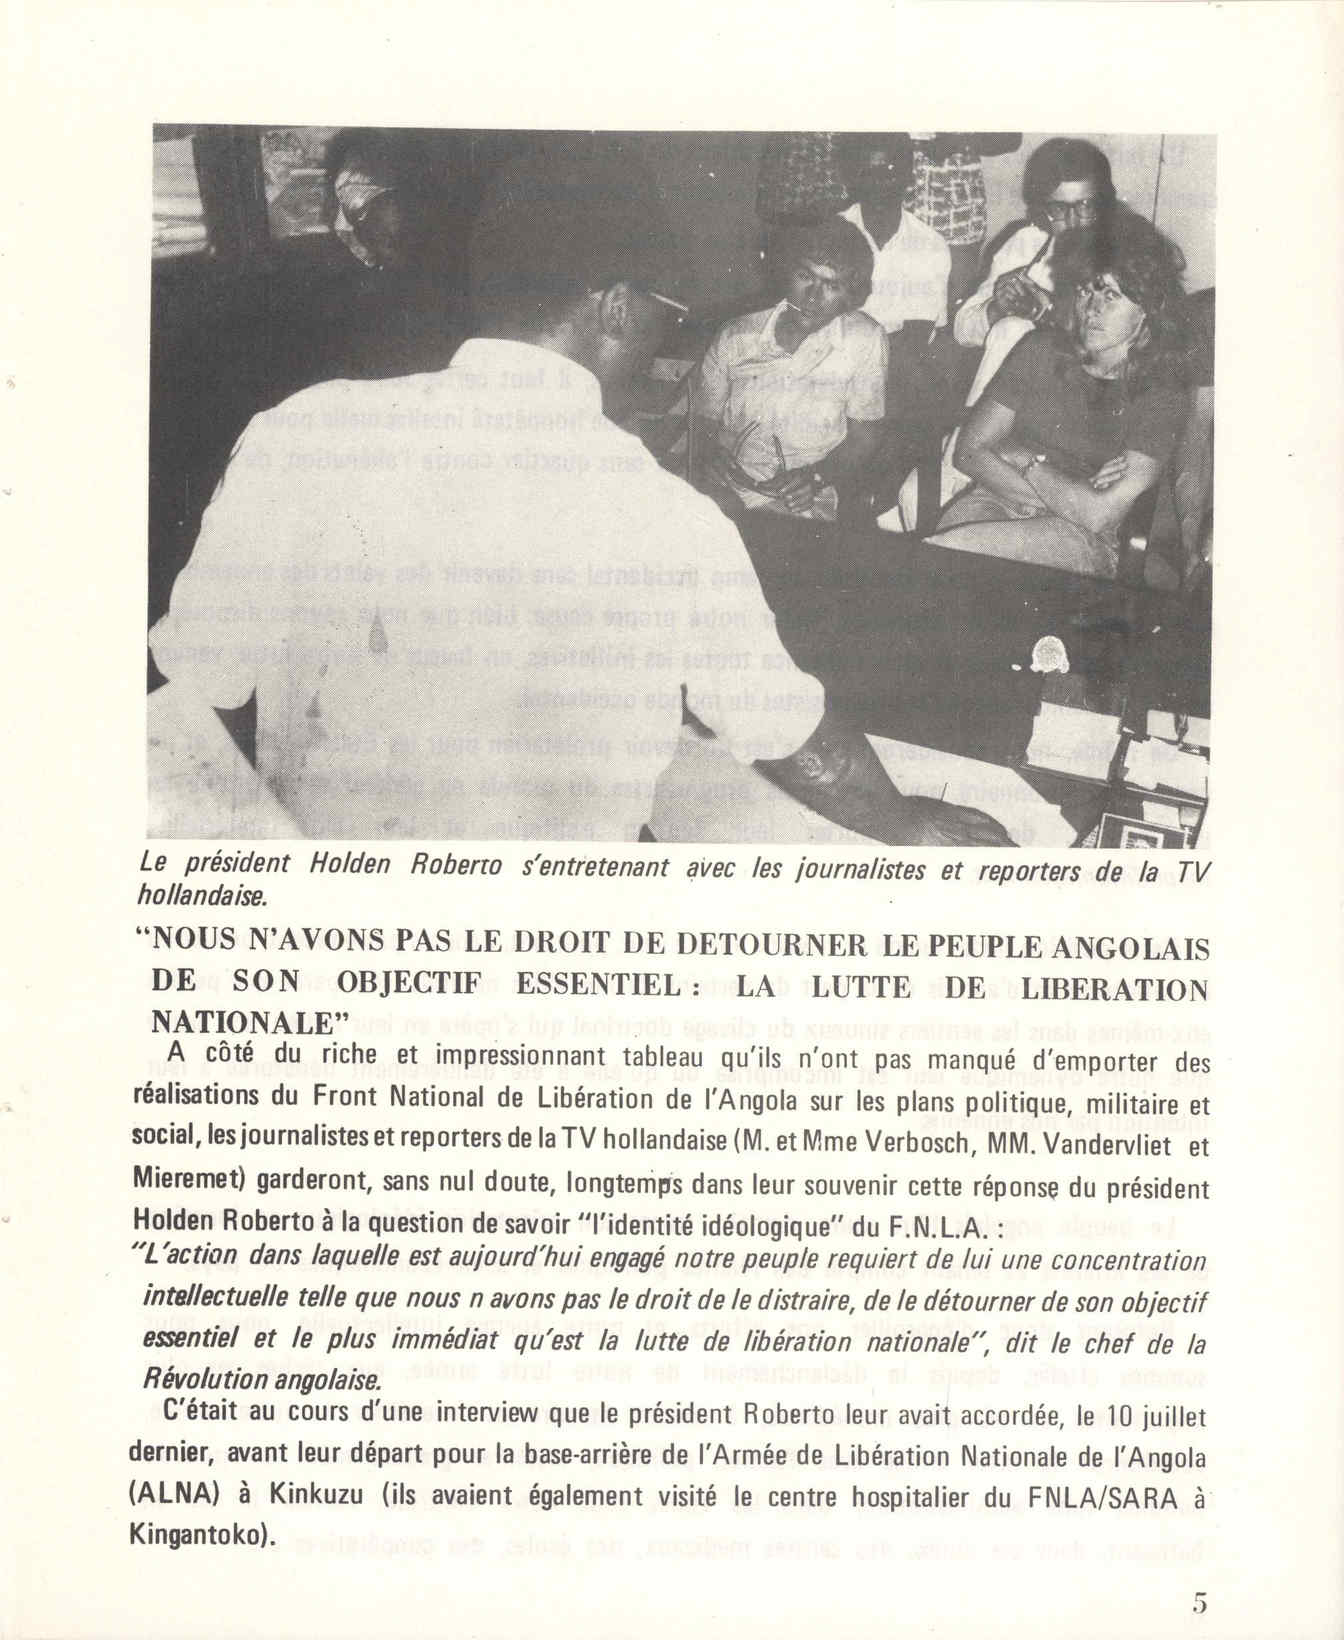 Le président Holden Roberto s'entretenant avec les journalistes et reporters de la TV
hollandaise.
"NOUS N'AVONS PAS LE DROIT DE DETOURNER LE PEUPLE ANGOLAIS
DE SON OBJECTIF ESSENTIEL : LA LUTTE DE LIBERATION
NATIONALE"
A côté du riche et impressionnant tableau qu'ils n'ont pas manqué d'emporter des
réalisations du Front National de Libération de l'Angola sur les plans politique, militaire et
social, les journalistes et reporters de la TV hollandaise (M. et Mme Verbosch, MM. Vandervliet et
Mieremet) garderont, sans nul doute, longtemps dans leur souvenir cette réponse du président
Holden Roberto à la question de savoir "l'identité idéologique" du F.N.L.A. :
"L'action dans laquelle est aujourd'hui engagé notre peuple requiert de lui une concentration
intellectuelle telle que nous n avons pas le droit de le distraire, de le détourner de son objectif
essentiel et le plus immédiat qu'est la lutte de libération nationale", dit le chef de la
Révolution angolaise.
C'était au cours d'une interview que le président Roberto leur avait accordée, le 10 juillet
dernier, avant leur départ pour la base-arrière de l'Armée de Libération Nationale de l'Angola
(ALNA) à Kinkuzu (ils avaient également visité le centre hospitalier du FNLA/SARA à
Kingantoko).
5